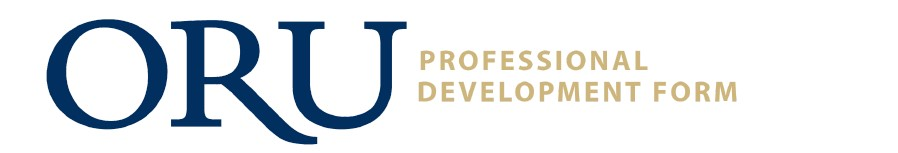 ORU
PROFESSIONAL
DEVELOPMENT FORM